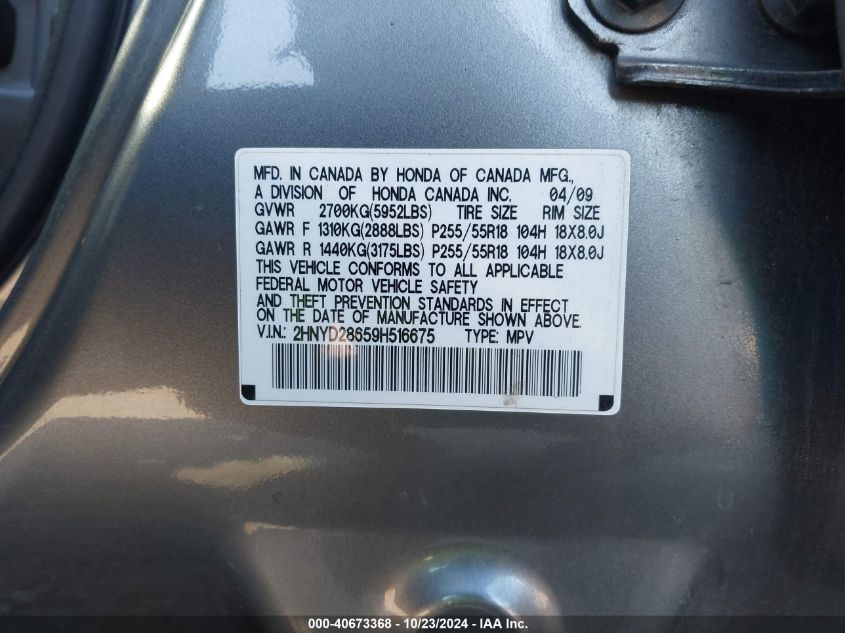 MFD. IN CANADA BY HONDA OF CANADA MFG.,
A DIVISION OF HONDA CANADA INC. 04/09
GVWR 2700KG(5952LBS) TIRE SIZE RIM SIZE
GAWR F 1310KG(2888LBS) P255/55R18 104H 18X8.0J
GAWR R 1440KG(3175LBS) P255/55R18 104H 18X8.0J
THIS VEHICLE CONFORMS TO ALL APPLICABLE
FEDERAL MOTOR VEHICLE SAFETY
AND THEFT PREVENTION STANDARDS IN EFFECT
ON THE DATE OF MANUFACTURE SHOWN ABOVE.
V.I.N.: 2HNYD28659H516675 TYPE: MPV
000-40673368 - 10/23/2024 - IAA Inc.